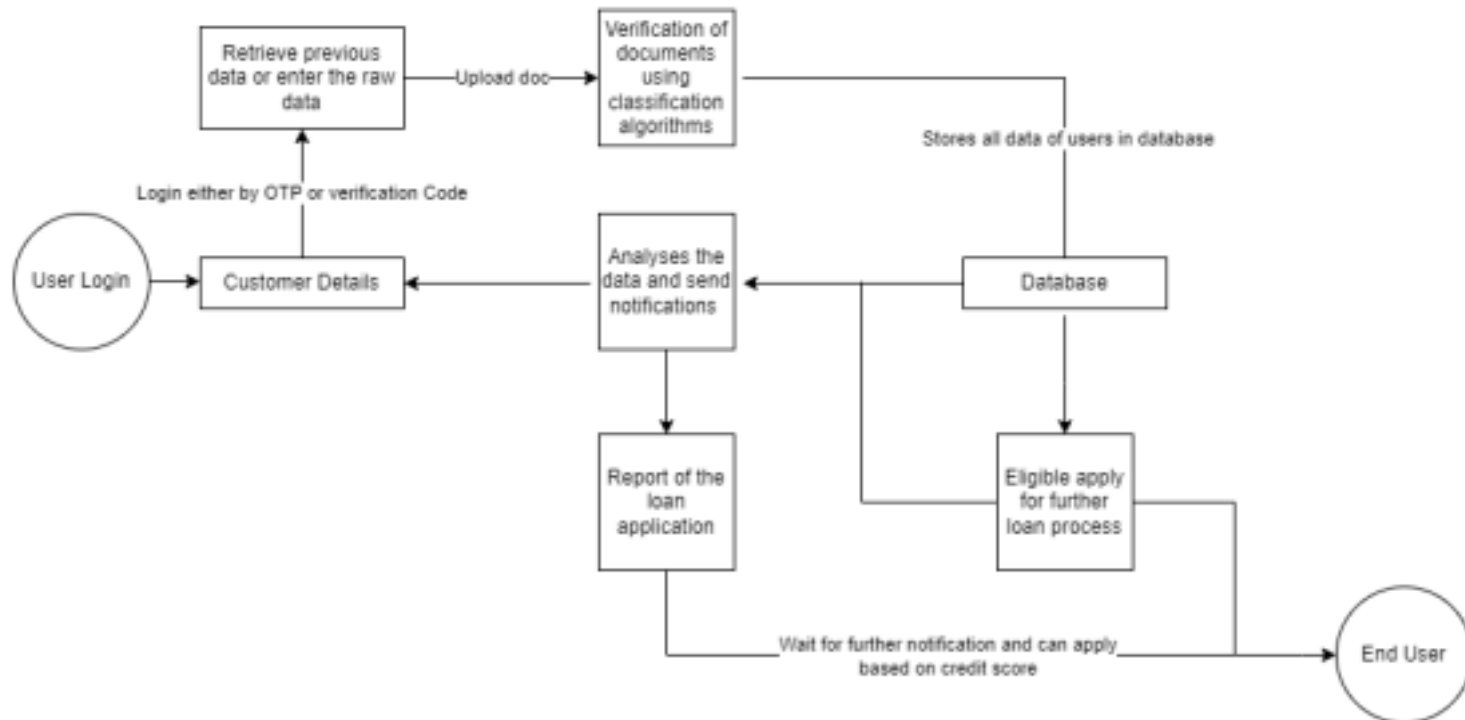 Retrieve previous
data or enter the raw
data
Upload doc
Verification of
documents
using
classification
algorithms
Stores all data of users in database
Login either by OTP or verification Code
User Login
Customer Details
Analyses the
data and send
notifications
Database
Report of the
loan
application
Eligible apply
for further
loan process
Wait for further notification and can apply
based on credit score
End User